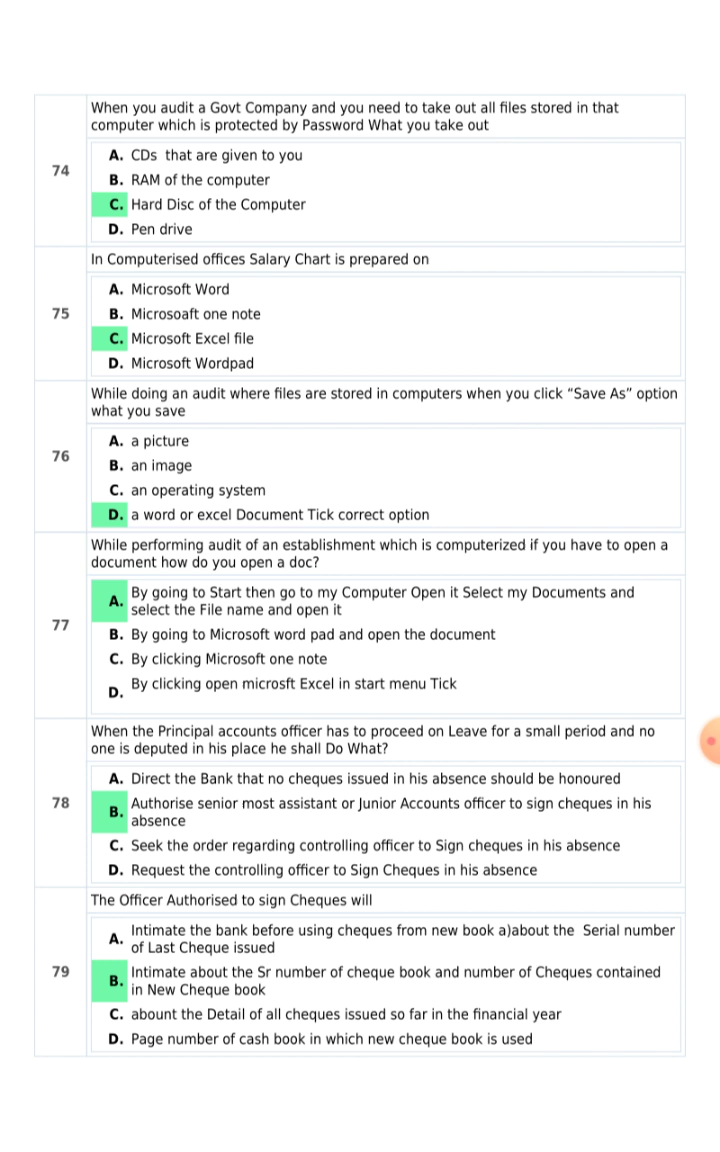 When you audit a Govt Company and you need to take out all files stored in that
computer which is protected by Password What you take out
74
A. CDs that are given to you
B. RAM of the computer
C. Hard Disc of the Computer
D. Pen drive
In Computerised offices Salary Chart is prepared on
75
A. Microsoft Word
B. Microsoaft one note
C. Microsoft Excel file
D. Microsoft Wordpad
While doing an audit where files are stored in computers when you click “Save As” option
what you save
76
A. a picture
B. an image
C. an operating system
D. a word or excel Document Tick correct option
While performing audit of an establishment which is computerized if you have to open a
document how do you open a doc?
77
A. By going to Start then go to my Computer Open it Select my Documents and
select the File name and open it
B. By going to Microsoft word pad and open the document
C. By clicking Microsoft one note
D. By clicking open microsft Excel in start menu Tick
When the Principal accounts officer has to proceed on Leave for a small period and no
one is deputed in his place he shall Do What?
78
A. Direct the Bank that no cheques issued in his absence should be honoured
B. Authorise senior most assistant or Junior Accounts officer to sign cheques in his
absence
C. Seek the order regarding controlling officer to Sign cheques in his absence
D. Request the controlling officer to Sign Cheques in his absence
The Officer Authorised to sign Cheques will
79
A. Intimate the bank before using cheques from new book a)about the Serial number
of Last Cheque issued
B. Intimate about the Sr number of cheque book and number of Cheques contained
in New Cheque book
C. abount the Detail of all cheques issued so far in the financial year
D. Page number of cash book in which new cheque book is used